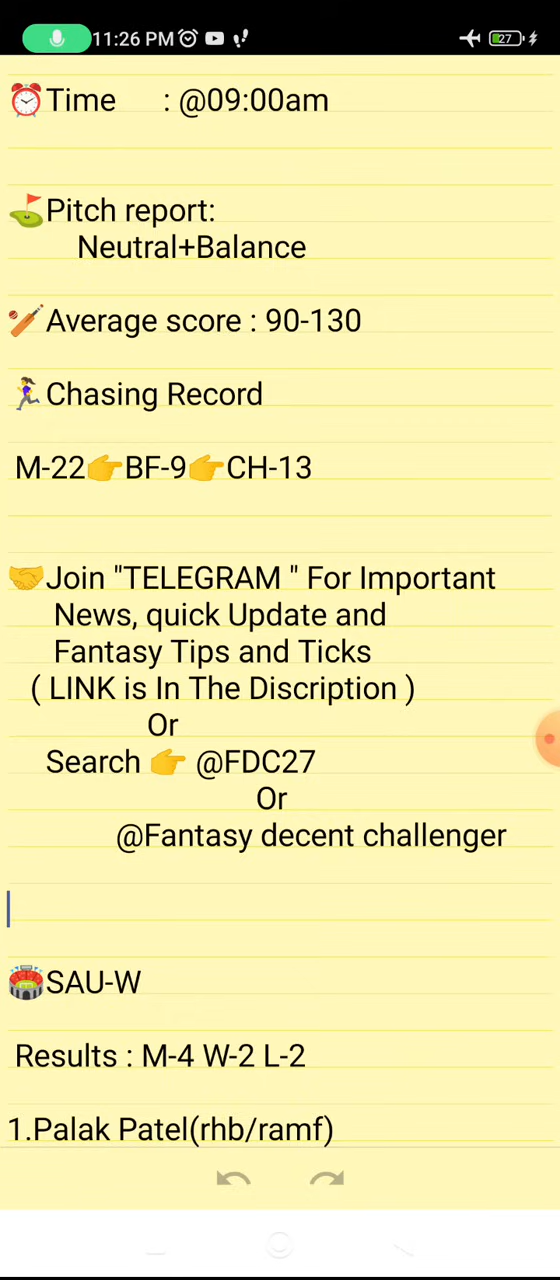 11:26 PM
27
Time : @09:00am
Pitch report:
Neutral+Balance
Average score : 90-130
Chasing Record
M-22👉BF-9👉CH-13
🤝Join "TELEGRAM " For Important
News, quick Update and
Fantasy Tips and Ticks
( LINK is In The Discription )
Or
Search 👉 @FDC27
Or
@Fantasy decent challenger
🏟SAU-W
Results : M-4 W-2 L-2
1.Palak Patel(rhb/ramf)